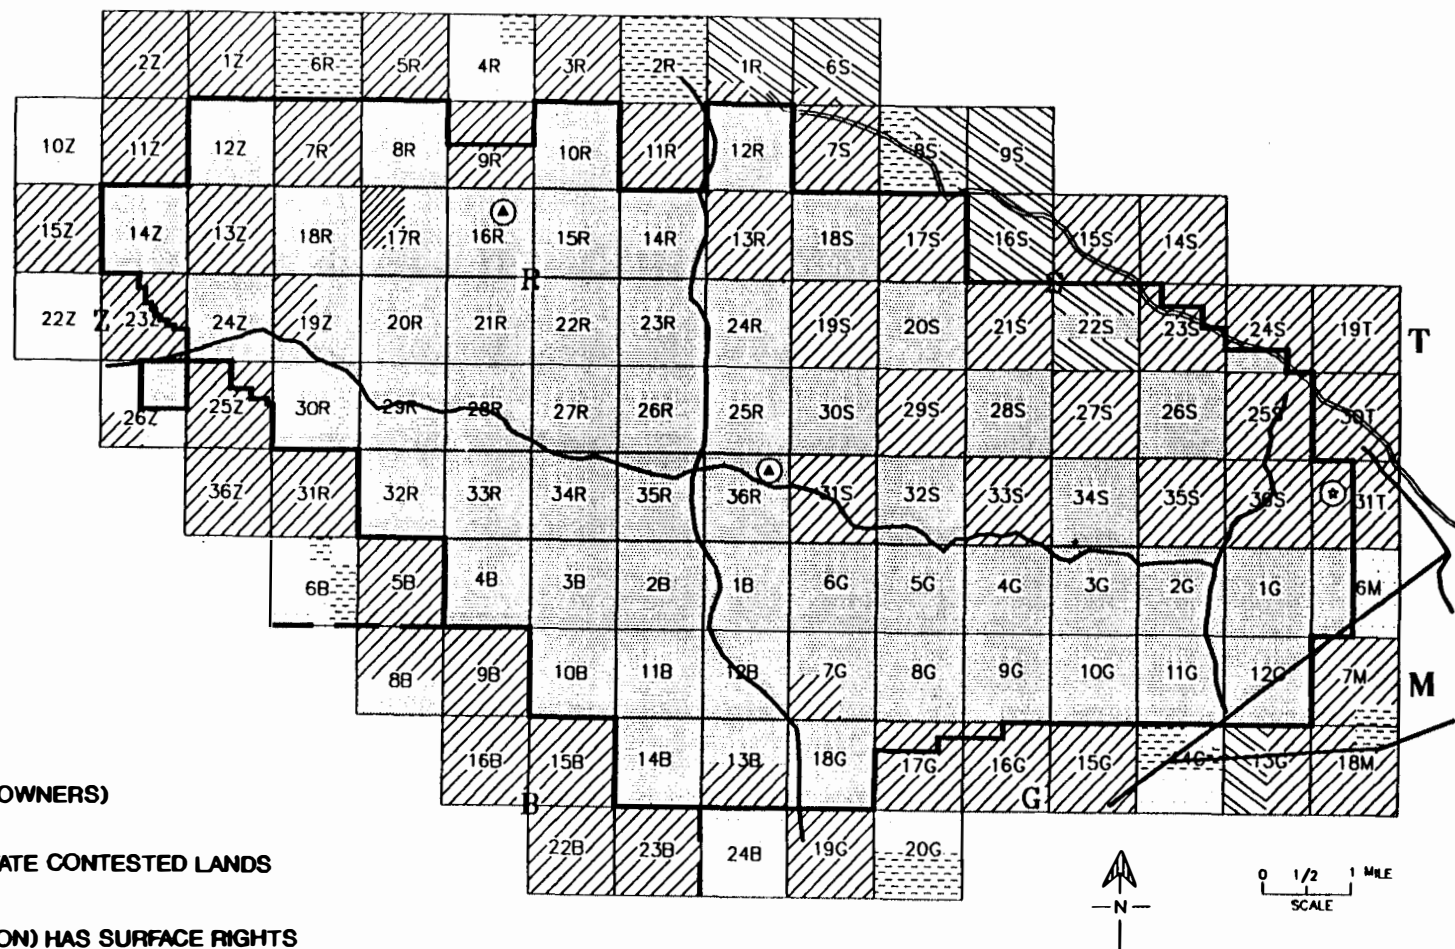 2Z 1Z 6R 5R 4R 3R 2R 1R 6S
10Z 11Z 12Z 7R 8R 9R 10R 11R 12R 7S 8S 9S
15Z 14Z 13Z 18R 17R 16R 15R 14R 13R 18S 17S 16S 15S 14S
R
22Z Z 23Z 24Z 19Z 20R 21R 22R 23R 24R 19S 20S 21S 22S 23S 24S 19T T
26Z 25Z 30R 29R 28R 27R 26R 25R 30S 29S 28S 27S 26S 25S 30T
36Z 31R 32R 33R 34R 35R 36R 31S 32S 33S 34S 35S 36S 31T
6B 5B 4B 3B 2B 1B 6G 5G 4G 3G 2G 1G 6M
8B 9B 10B 11B 12B 7G 8G 9G 10G 11G 12G 7M M
16B 15B 14B 13B 18G 17G 16G 15G 14G 13G 18M
OWNERS) B G
22B 23B 24B 19G 20G
ATE CONTESTED LANDS
0 1/2 1 MILE
SCALE
N
ON) HAS SURFACE RIGHTS